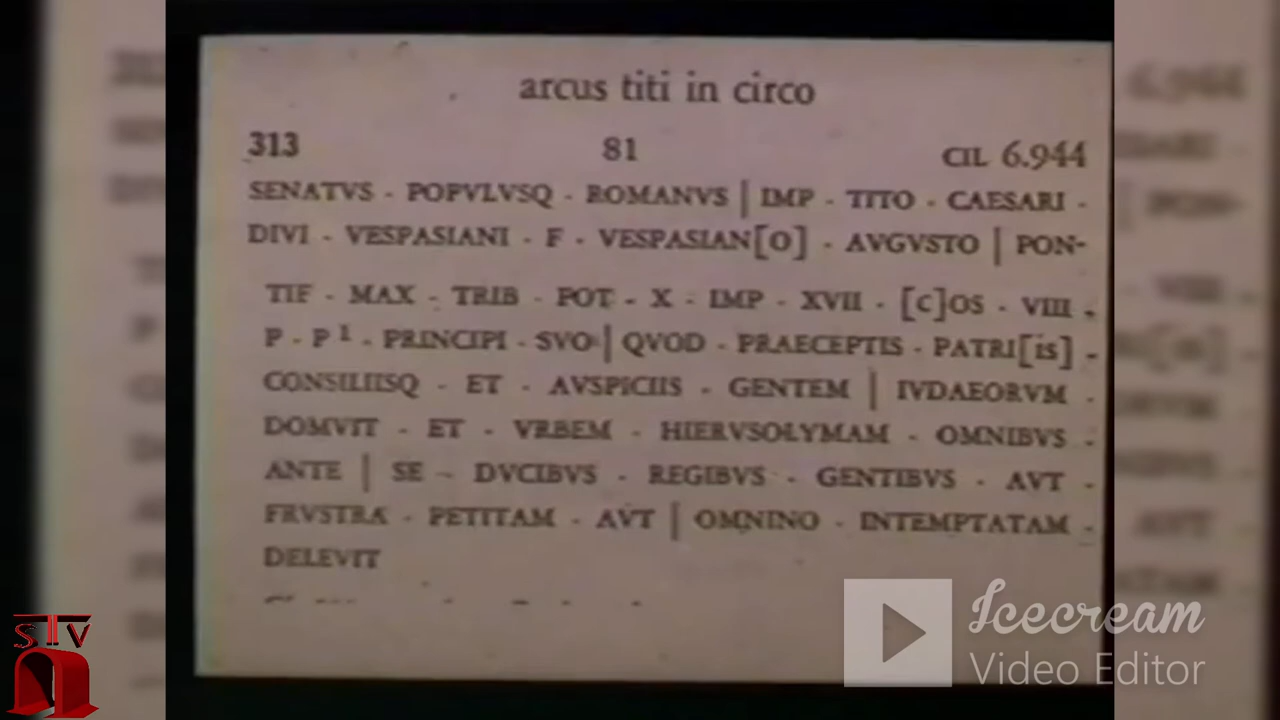 arcus titi in circo
313 81 CIL 6.944
SENATVS · POPVLVSQ · ROMANVS | IMP · TITO · CAESARI ·
DIVI · VESPASIANI · F · VESPASIAN[O] · AVGVSTO | PON-
TIF · MAX · TRIB · POT · X · IMP · XVII · [C]OS · VIII ·
P · P¹ · PRINCIPI · SVO | QVOD · PRAECEPTIS · PATRI[is] ·
CONSILIISQ · ET · AVSPICIIS · GENTEM | IVDAEORVM ·
DOMVIT · ET · VRBEM · HIERVSOLYMAM · OMNIBVS ·
ANTE | SE · DVCIBVS · REGIBVS · GENTIBVS · AVT ·
FRVSTRA · PETITAM · AVT | OMNINO · INTEMPTATAM ·
DELEVIT
STV
Icecream
Video Editor